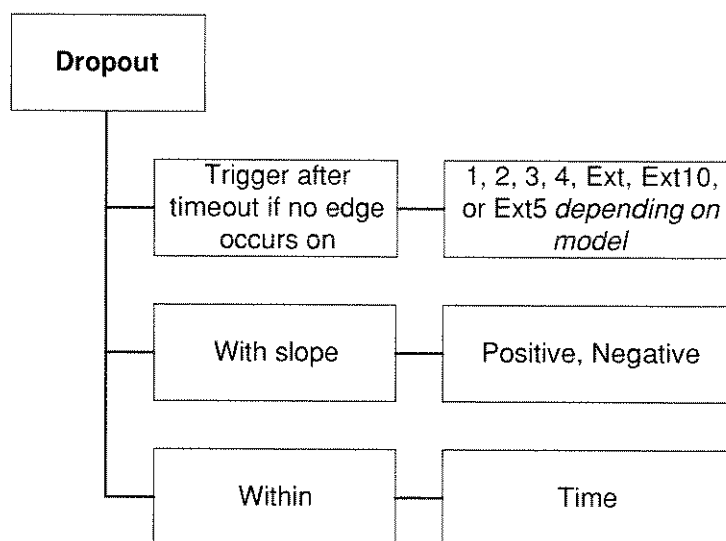 Dropout
Trigger after
timeout if no edge
occurs on
1, 2, 3, 4, Ext, Ext10,
or Ext5 depending on
model
With slope
Positive, Negative
Within
Time